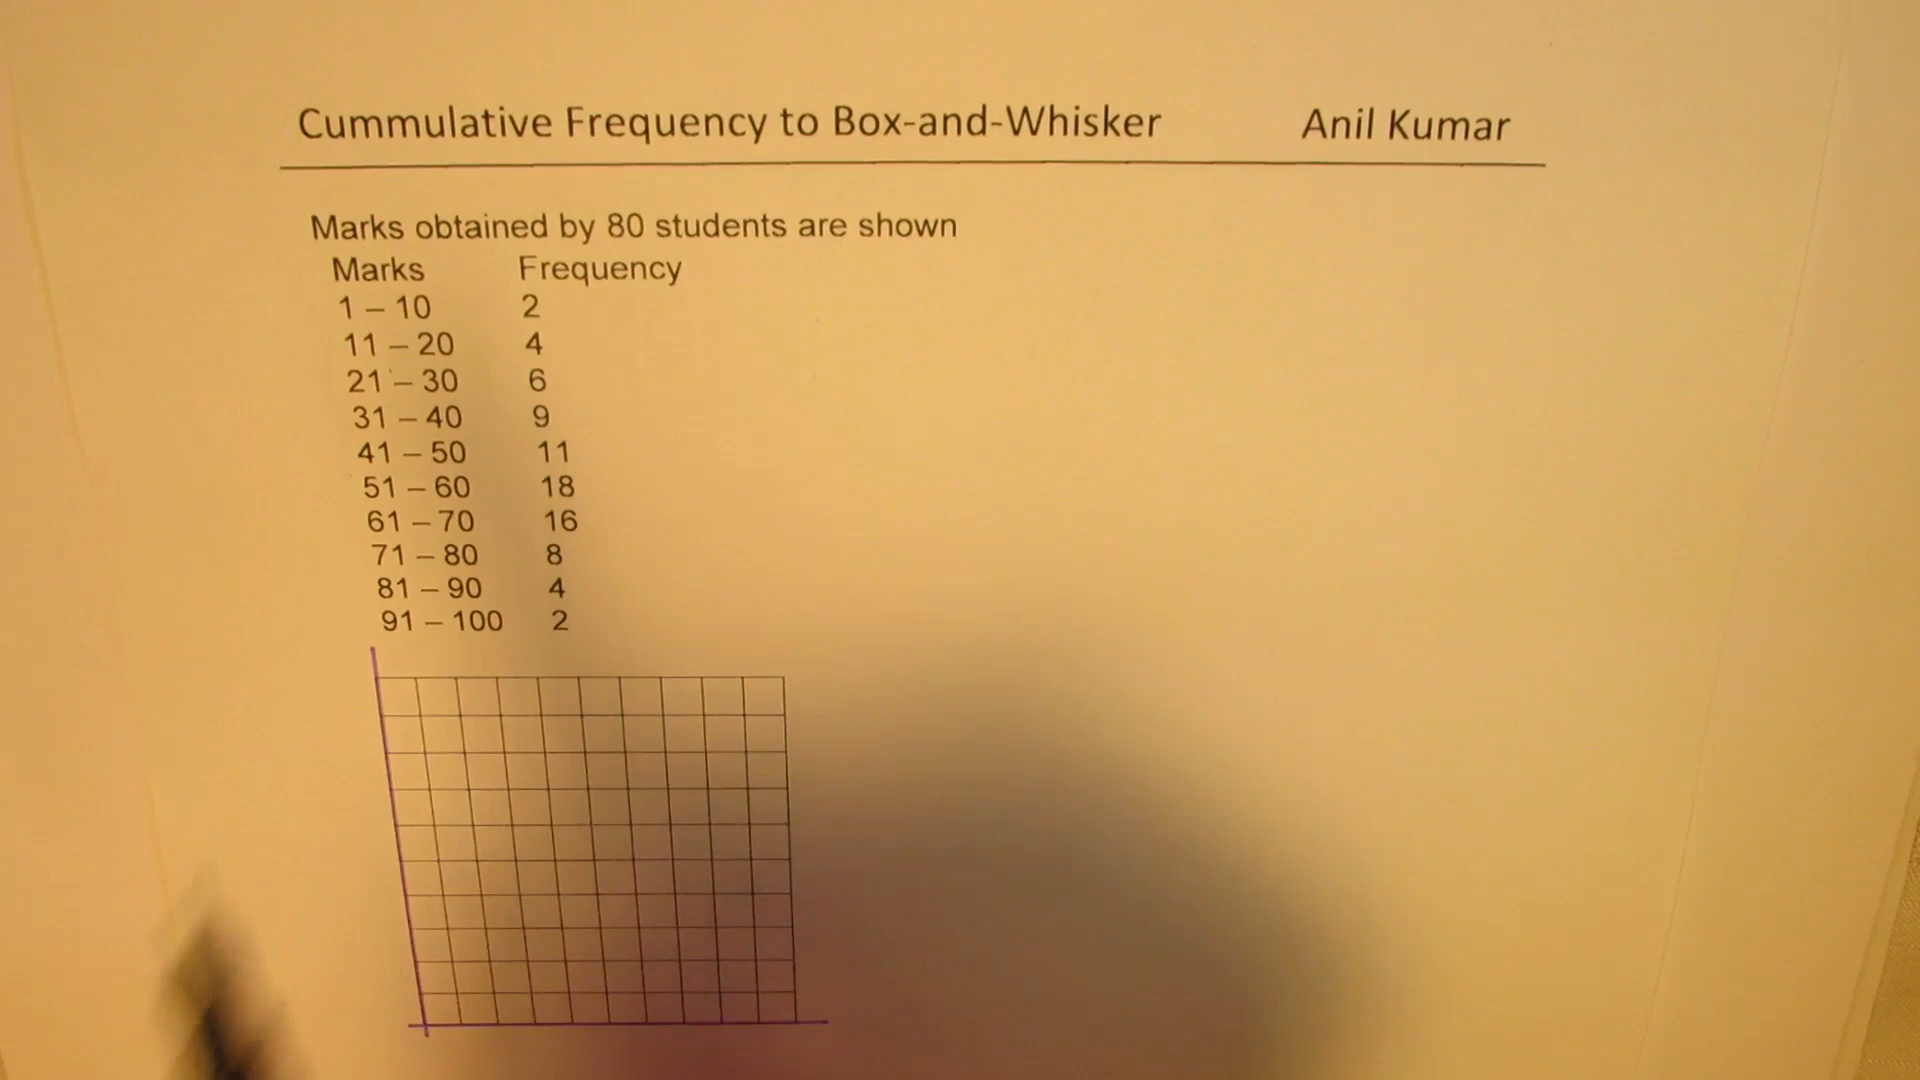 Cummulative Frequency to Box-and-Whisker Anil Kumar
Marks obtained by 80 students are shown
Marks Frequency
1 – 10 2
11 – 20 4
21 – 30 6
31 – 40 9
41 – 50 11
51 – 60 18
61 – 70 16
71 – 80 8
81 – 90 4
91 – 100 2